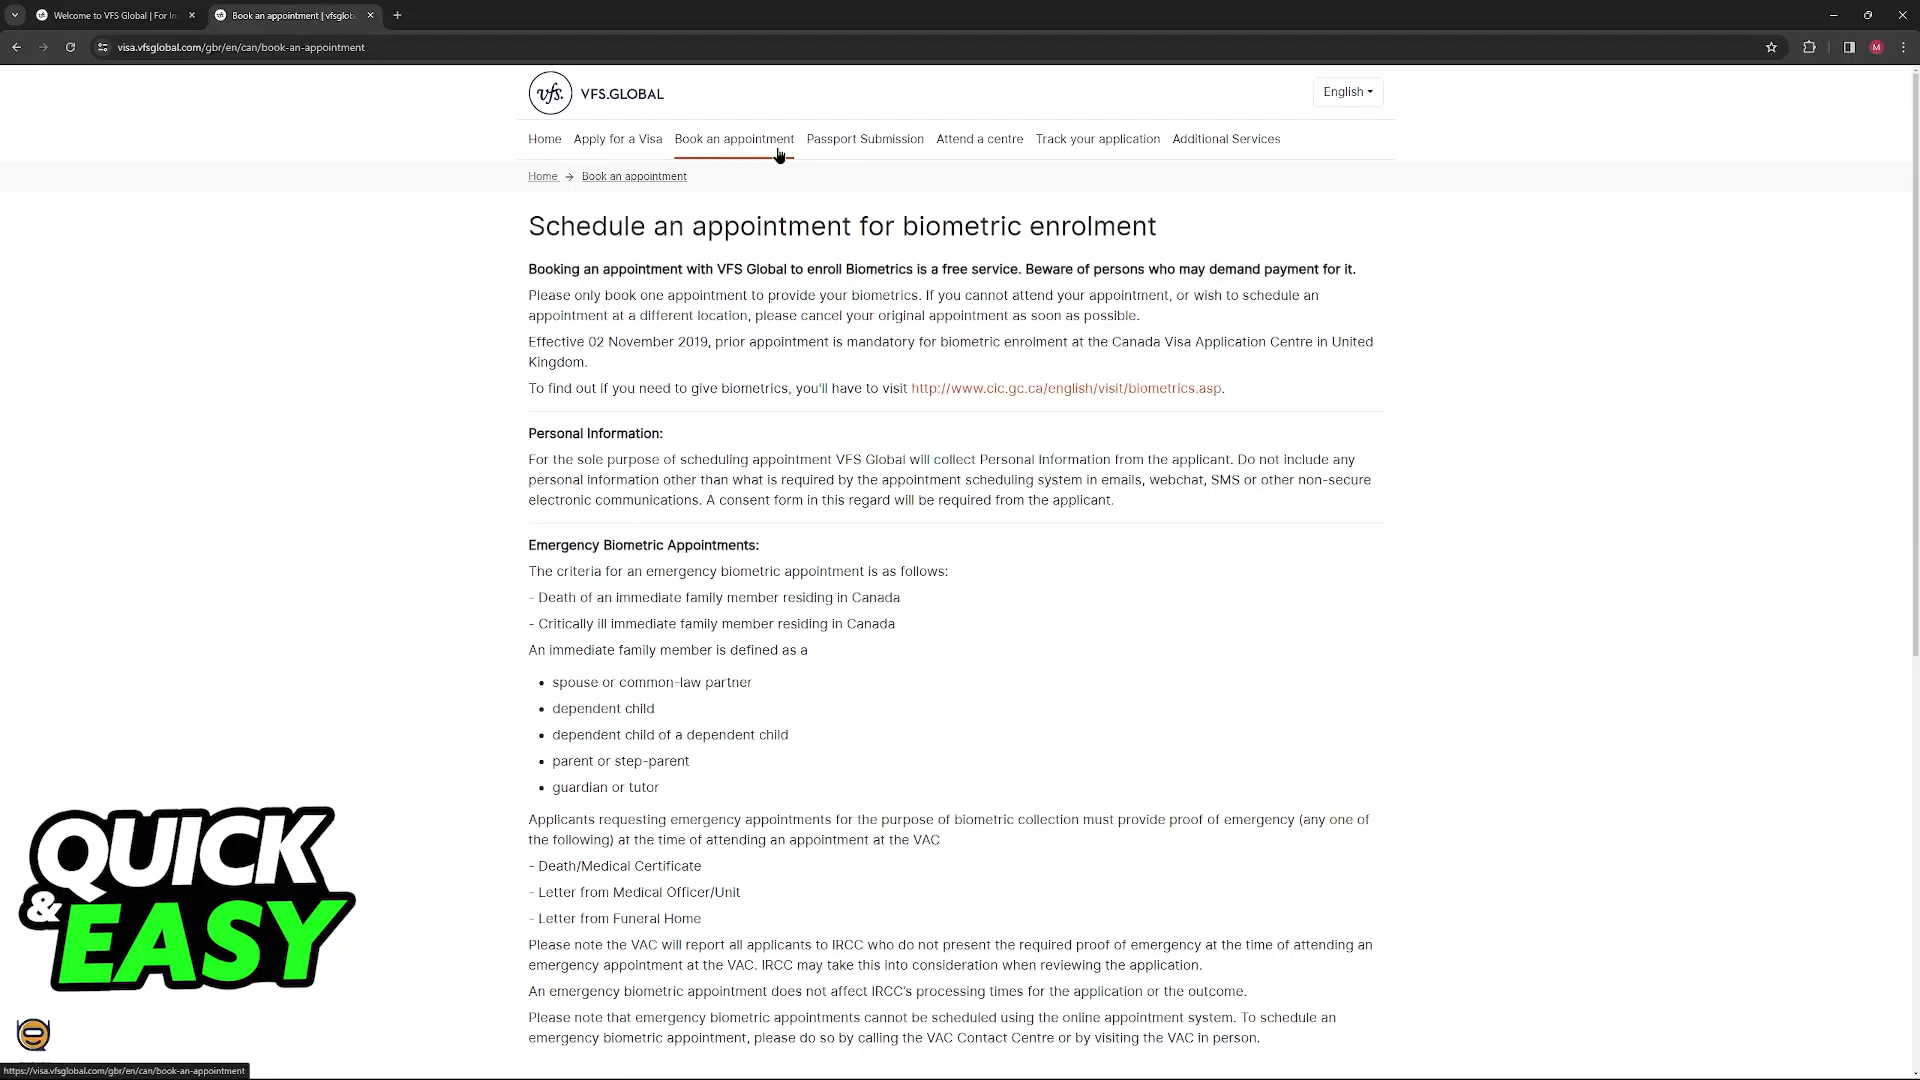 Welcome to VFS Global | For In
Book an appointment | vfsgloba
visa.vfsglobal.com/gbr/en/can/book-an-appointment
M
vfs. VFS.GLOBAL
English
Home Apply for a Visa Book an appointment Passport Submission Attend a centre Track your application Additional Services
Home → Book an appointment
Schedule an appointment for biometric enrolment
Booking an appointment with VFS Global to enroll Biometrics is a free service. Beware of persons who may demand payment for it.
Please only book one appointment to provide your biometrics. If you cannot attend your appointment, or wish to schedule an
appointment at a different location, please cancel your original appointment as soon as possible.
Effective 02 November 2019, prior appointment is mandatory for biometric enrolment at the Canada Visa Application Centre in United
Kingdom.
To find out if you need to give biometrics, you'll have to visit http://www.cic.gc.ca/english/visit/biometrics.asp.
Personal Information:
For the sole purpose of scheduling appointment VFS Global will collect Personal Information from the applicant. Do not include any
personal information other than what is required by the appointment scheduling system in emails, webchat, SMS or other non-secure
electronic communications. A consent form in this regard will be required from the applicant.
Emergency Biometric Appointments:
The criteria for an emergency biometric appointment is as follows:
- Death of an immediate family member residing in Canada
- Critically ill immediate family member residing in Canada
An immediate family member is defined as a
• spouse or common-law partner
• dependent child
• dependent child of a dependent child
• parent or step-parent
• guardian or tutor
Applicants requesting emergency appointments for the purpose of biometric collection must provide proof of emergency (any one of
the following) at the time of attending an appointment at the VAC
- Death/Medical Certificate
- Letter from Medical Officer/Unit
- Letter from Funeral Home
Please note the VAC will report all applicants to IRCC who do not present the required proof of emergency at the time of attending an
emergency appointment at the VAC. IRCC may take this into consideration when reviewing the application.
An emergency biometric appointment does not affect IRCC's processing times for the application or the outcome.
Please note that emergency biometric appointments cannot be scheduled using the online appointment system. To schedule an
emergency biometric appointment, please do so by calling the VAC Contact Centre or by visiting the VAC in person.
QUICK
& EASY
https://visa.vfsglobal.com/gbr/en/can/book-an-appointment